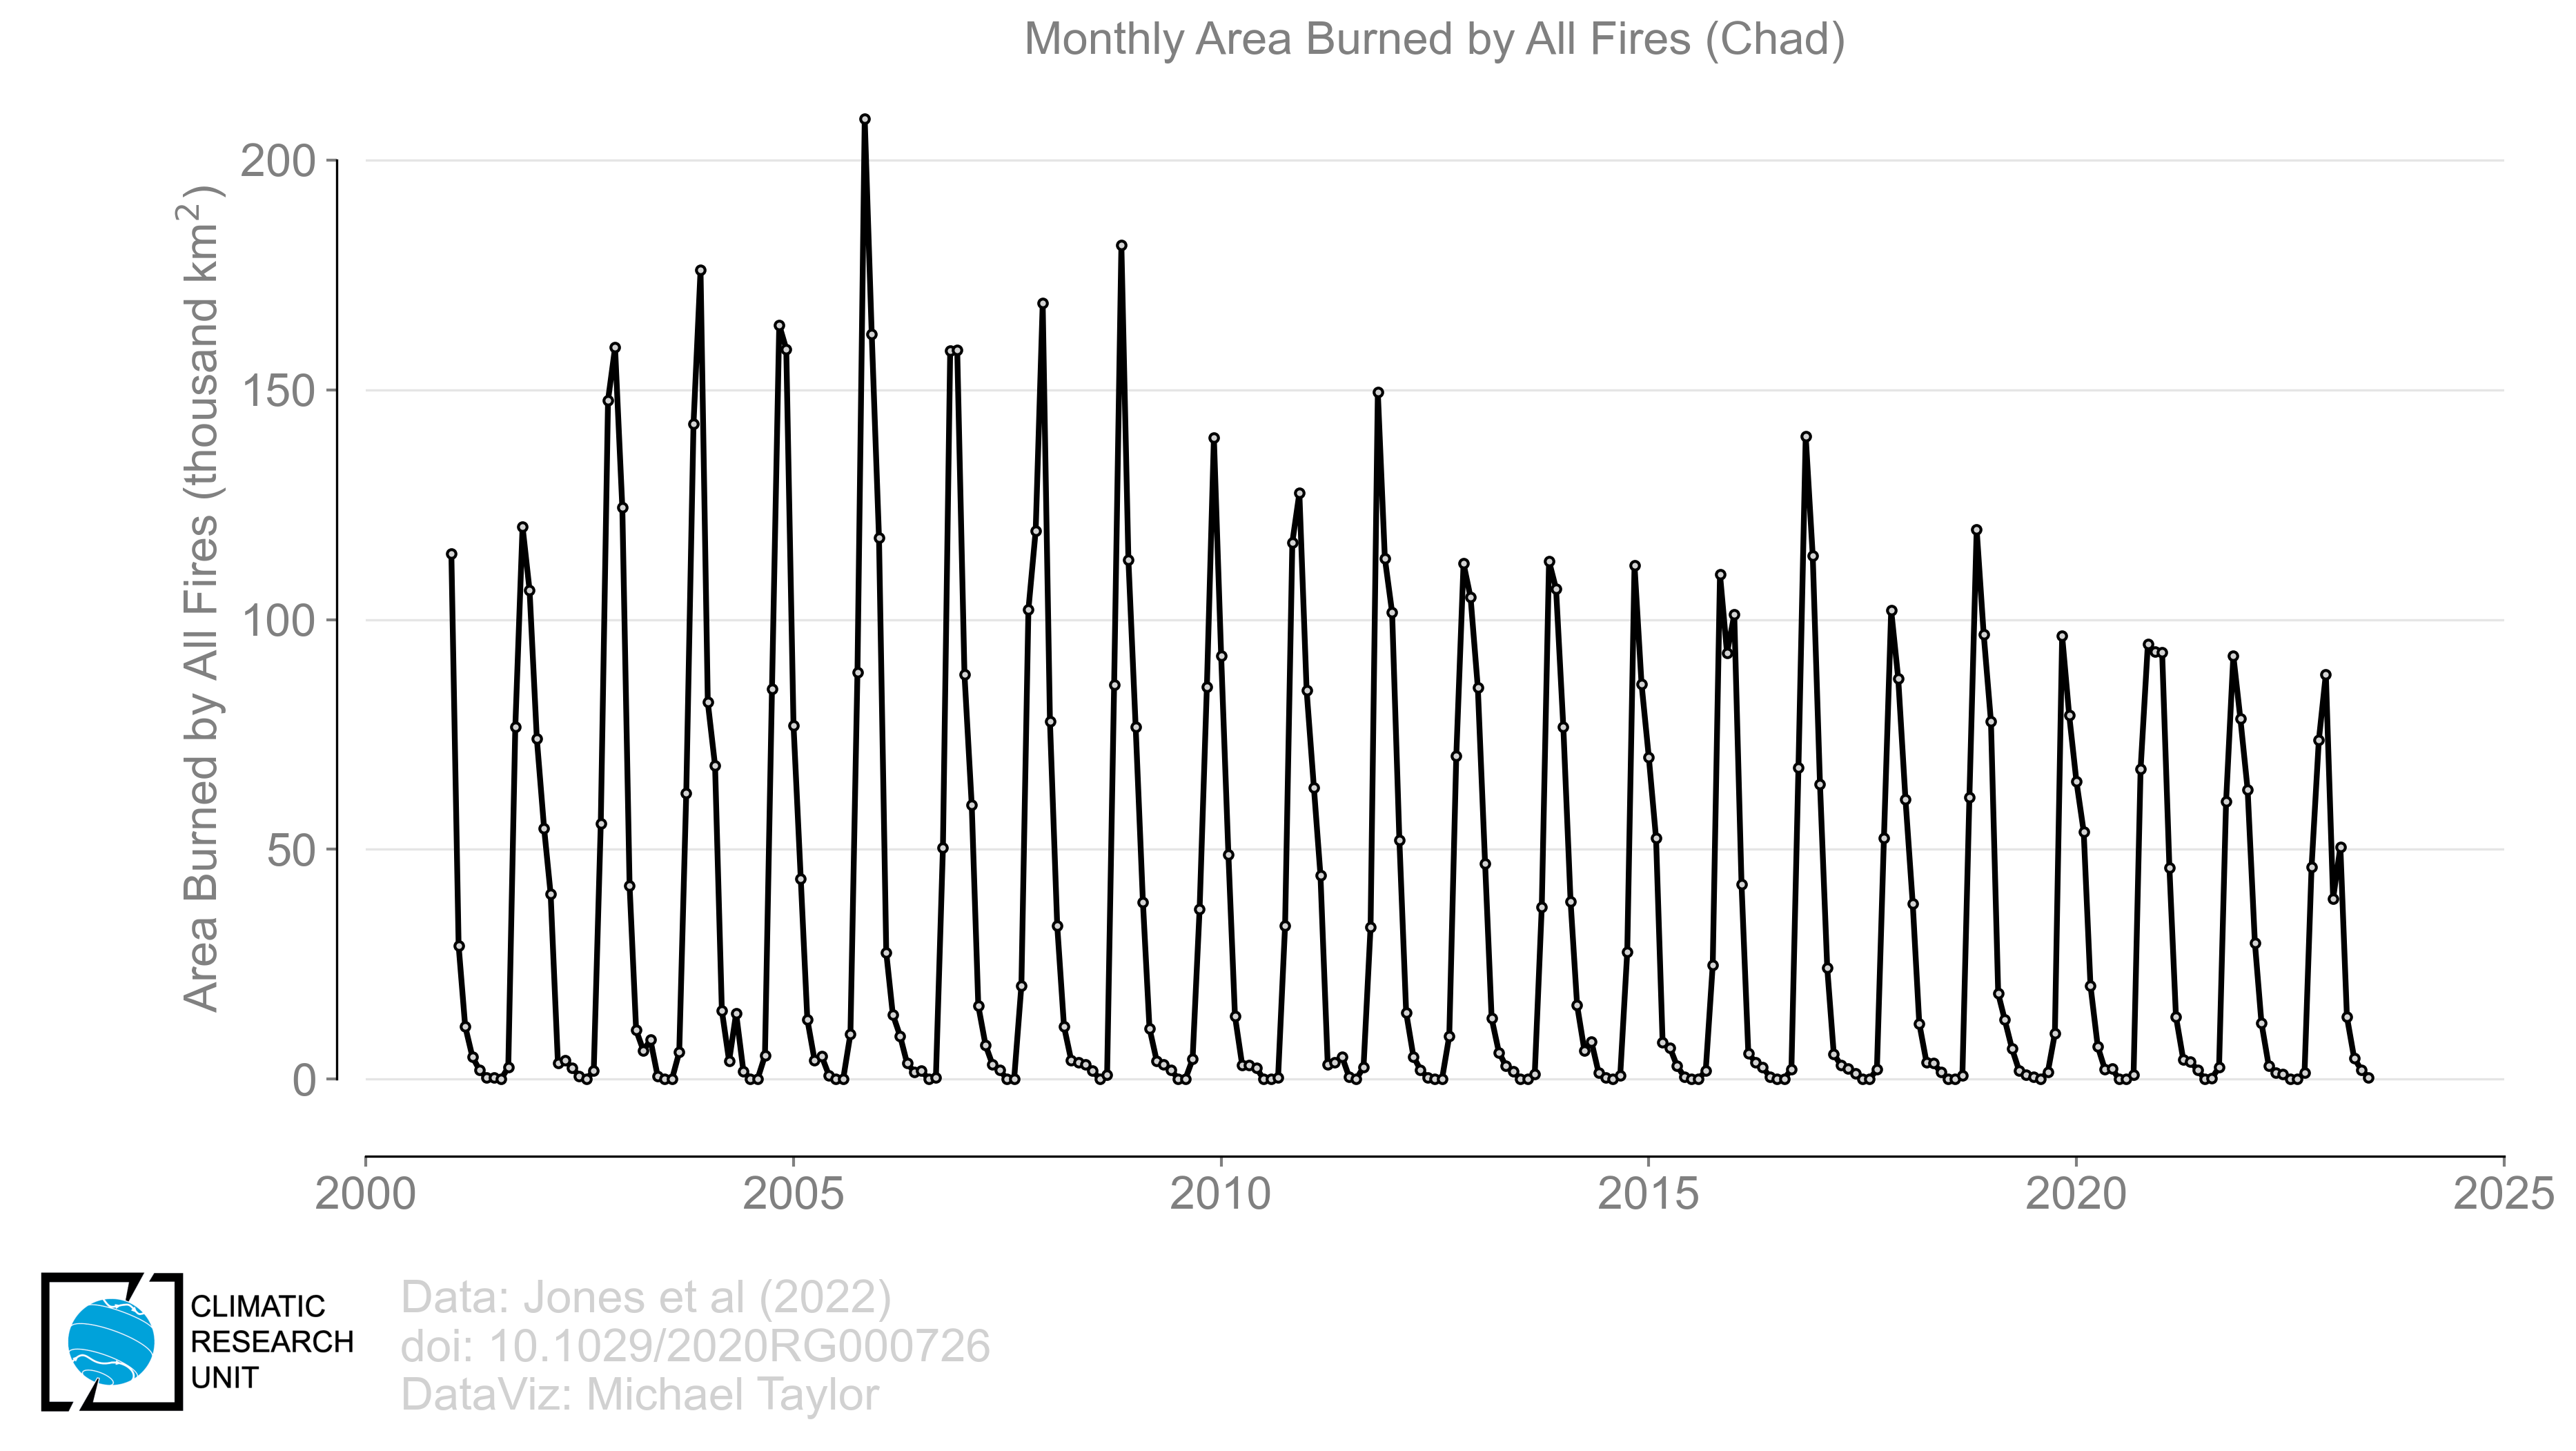 Monthly Area Burned by All Fires (Chad)
Area Burned by All Fires (thousand km²)
200
150
100
50
0
2000
2005
2010
2015
2020
2025
CLIMATIC
RESEARCH
UNIT
Data: Jones et al (2022)
doi: 10.1029/2020RG000726
DataViz: Michael Taylor